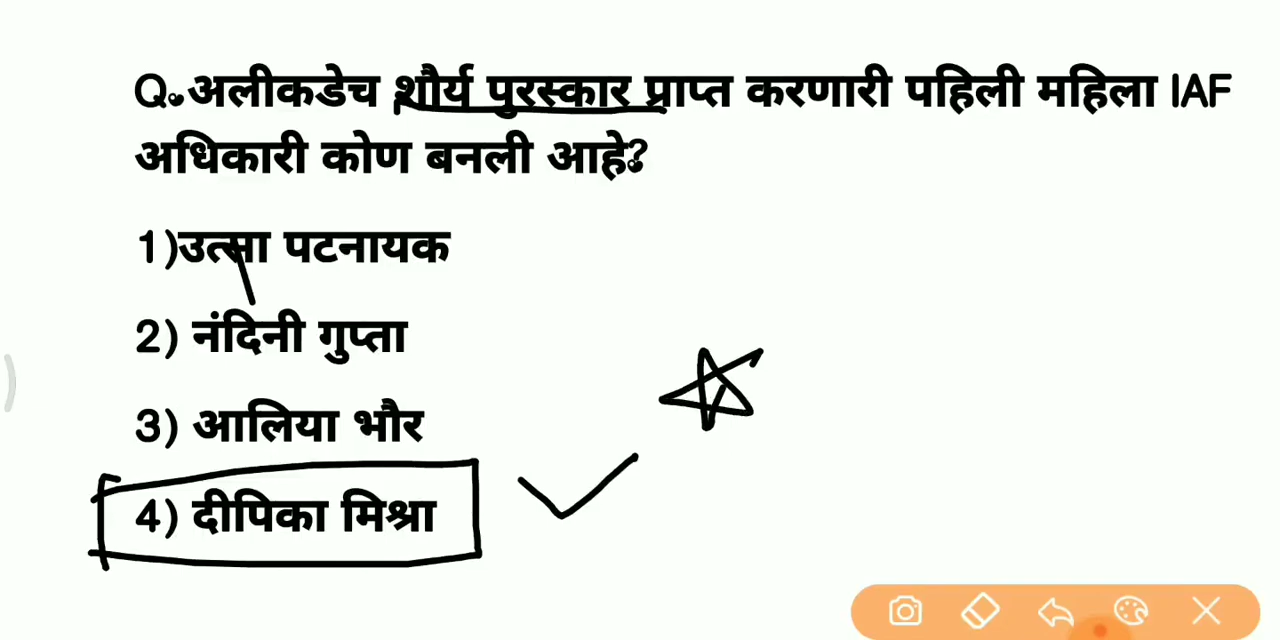 Q.अलीकडेच शौर्य पुरस्कार प्राप्त करणारी पहिली महिला IAF
अधिकारी कोण बनली आहे?
1)उत्सा पटनायक
2) नंदिनी गुप्ता
3) आलिया भौर
4) दीपिका मिश्रा